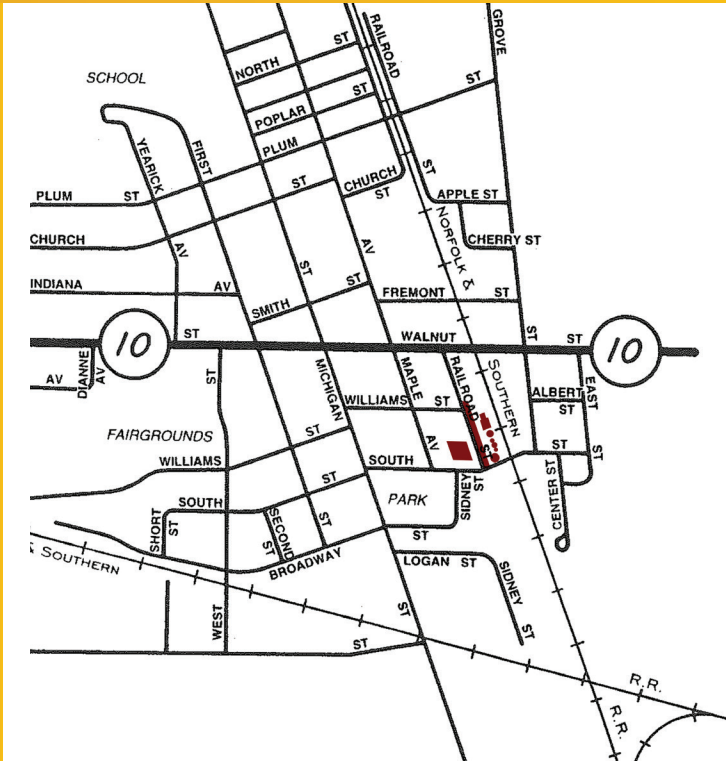 GROVE
RAILROAD
ST
NORTH
SCHOOL
ST
POPLAR
ST
PLUM
YEARICK
FIRST
ST
CHURCH
ST
ST
APPLE ST
PLUM ST
NORFOLK &
CHURCH
AV
AV
CHERRY ST
INDIANA AV
ST
ST
FREMONT ST
SMITH
10
ST
WALNUT
ST
ST
10
DIANNE
AV
AV
ST
MICHIGAN
MAPLE
RAILROAD
SOUTHERN
EAST
ALBERT
ST
WILLIAMS ST
FAIRGROUNDS
ST
AV
ST
WILLIAMS
SOUTH
ST
ST
ST
SIDNEY
ST
CENTER ST
PARK
SOUTH
SHORT
ST
SECOND
ST
ST
ST
& SOUTHERN
BROADWAY
LOGAN ST
SIDNEY
ST
WEST
ST
ST
R.R.
R.R.